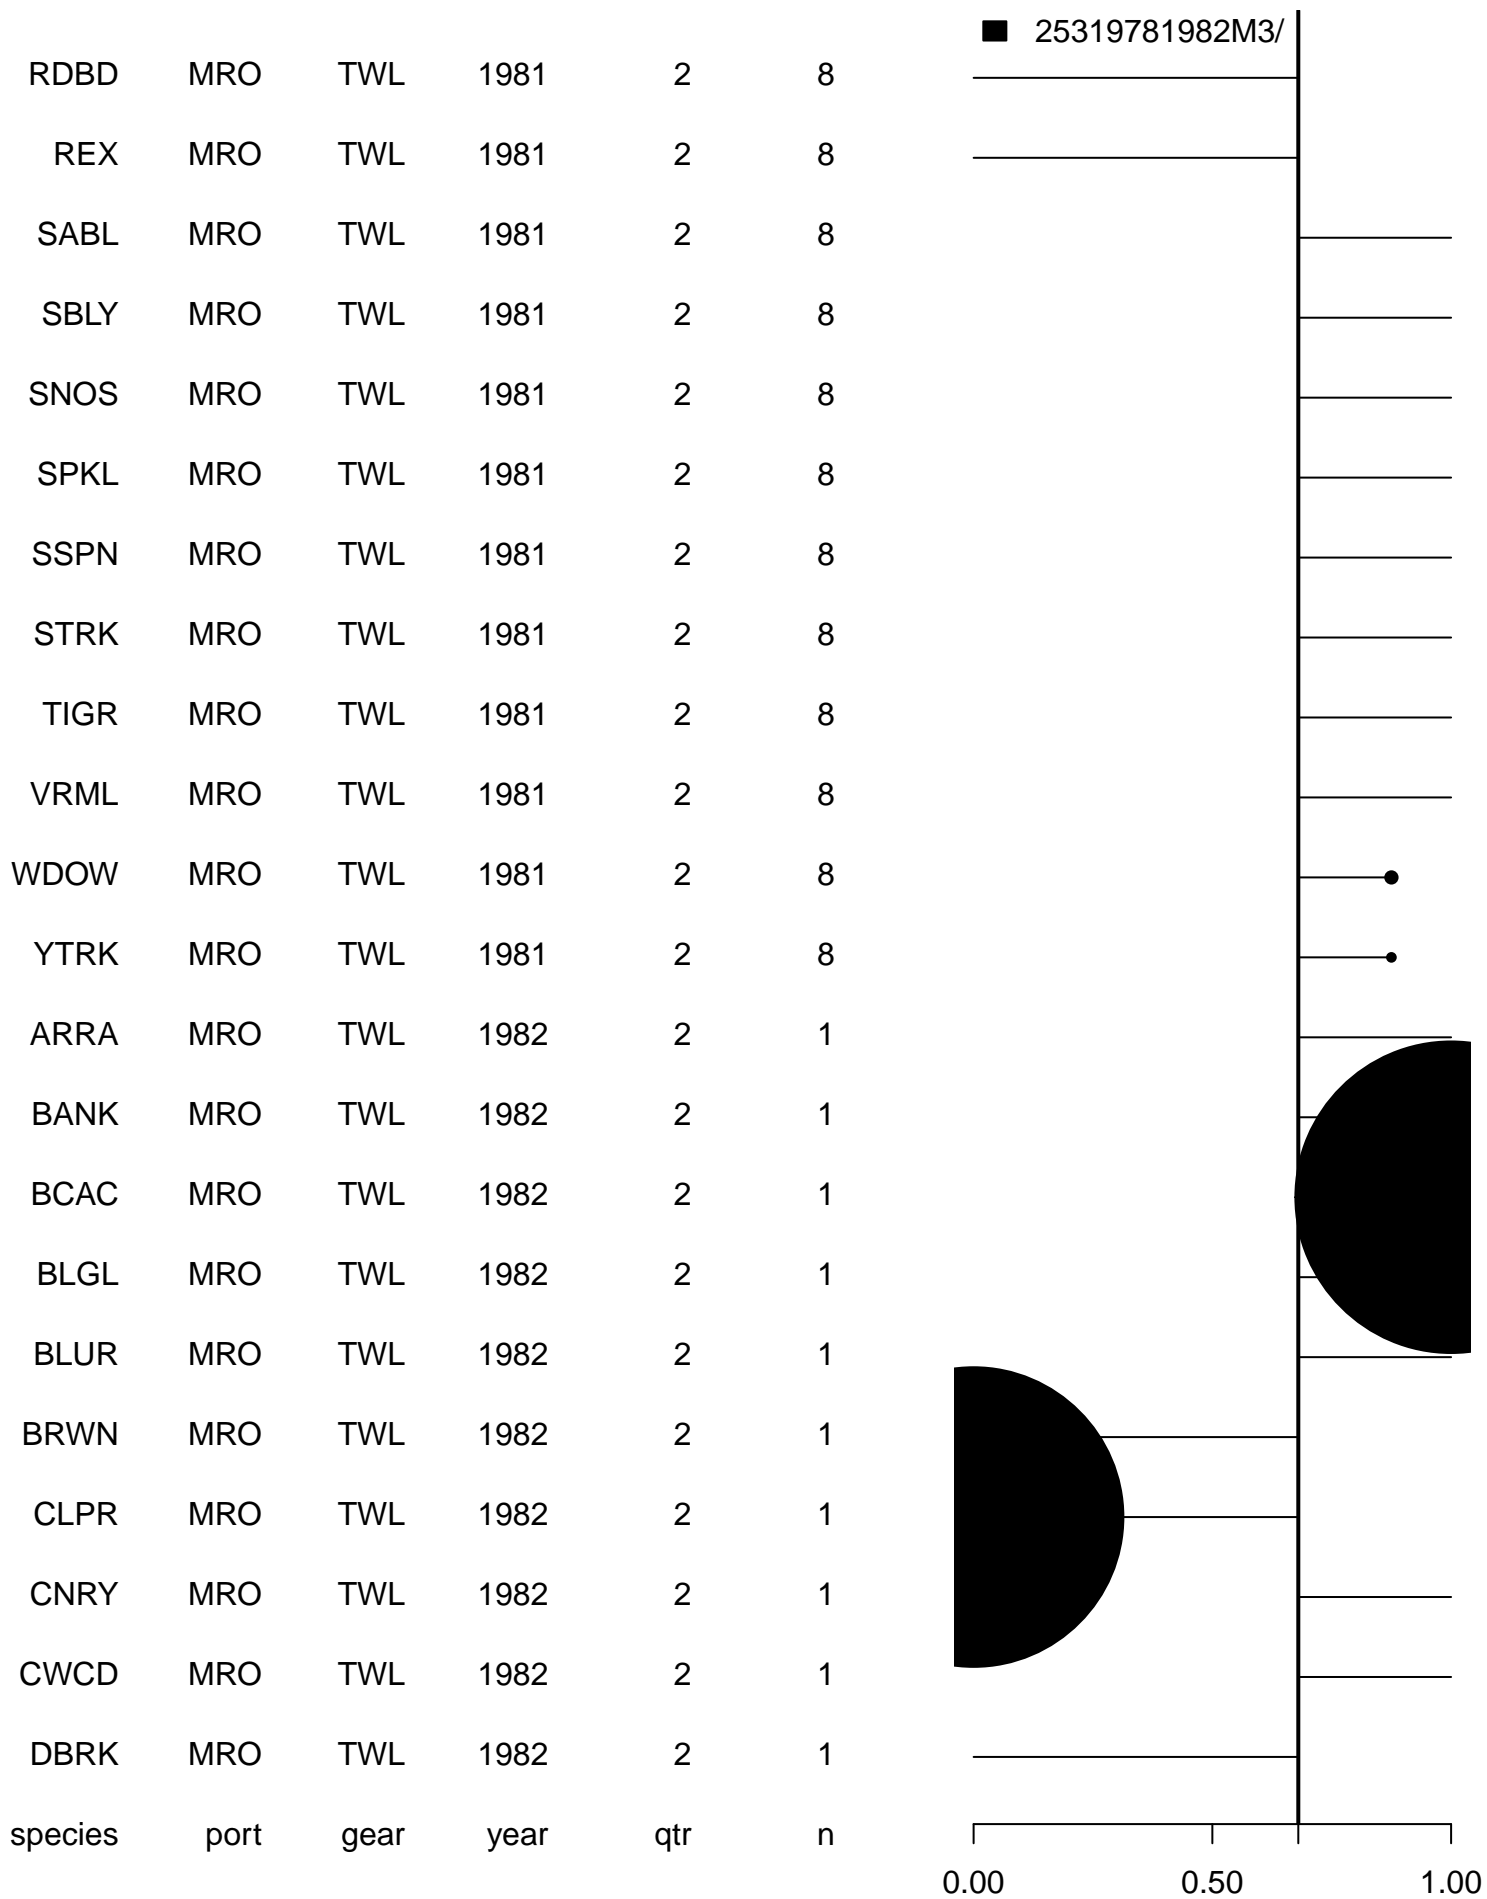 25319781982M3/
RDBD MRO TWL 1981 2 8
REX MRO TWL 1981 2 8
SABL MRO TWL 1981 2 8
SBLY MRO TWL 1981 2 8
SNOS MRO TWL 1981 2 8
SPKL MRO TWL 1981 2 8
SSPN MRO TWL 1981 2 8
STRK MRO TWL 1981 2 8
TIGR MRO TWL 1981 2 8
VRML MRO TWL 1981 2 8
WDOW MRO TWL 1981 2 8
YTRK MRO TWL 1981 2 8
ARRA MRO TWL 1982 2 1
BANK MRO TWL 1982 2 1
BCAC MRO TWL 1982 2 1
BLGL MRO TWL 1982 2 1
BLUR MRO TWL 1982 2 1
BRWN MRO TWL 1982 2 1
CLPR MRO TWL 1982 2 1
CNRY MRO TWL 1982 2 1
CWCD MRO TWL 1982 2 1
DBRK MRO TWL 1982 2 1
species port gear year qtr n
0.00 0.50 1.00